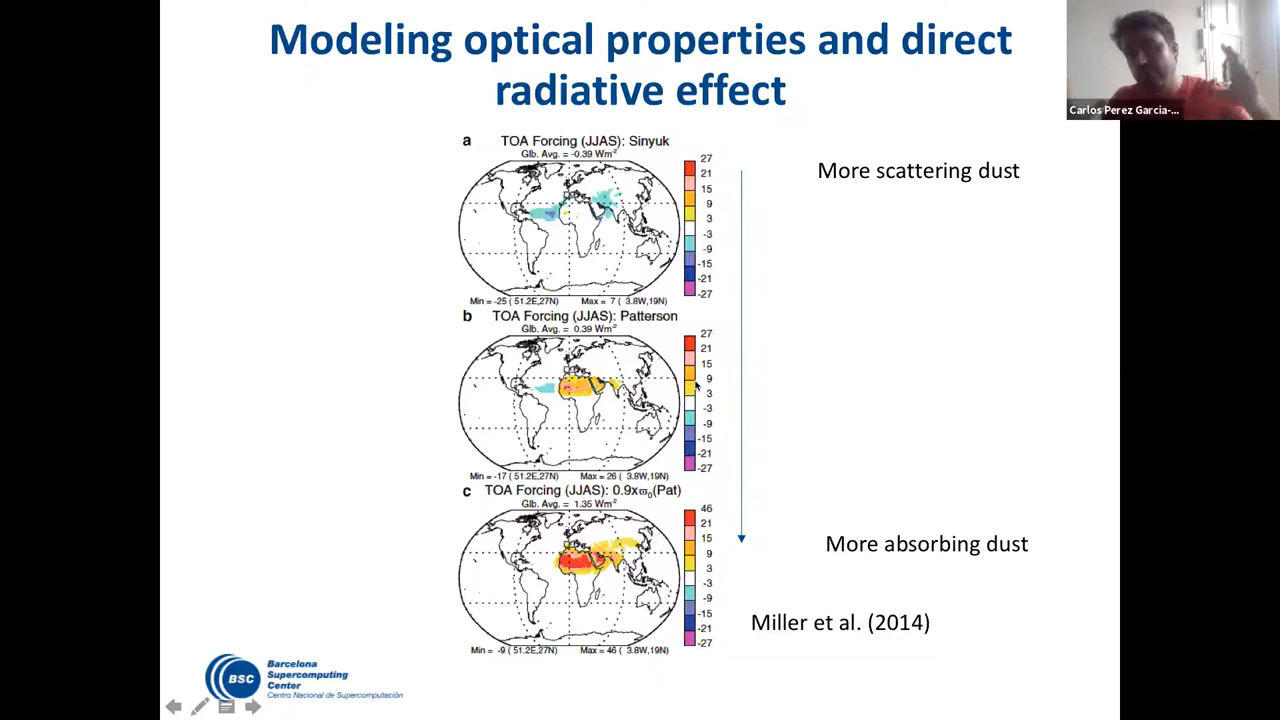 Modeling optical properties and direct
radiative effect
Carlos Perez Garcia-...
a TOA Forcing (JJAS): Sinyuk
Glb. Avg. = -0.39 Wm-2
27
21
15
9
3
-3
-9
-15
-21
-27
Min = -25 ( 51.2E,27N) Max = 7 ( 3.8W,19N)
More scattering dust
b TOA Forcing (JJAS): Patterson
Glb. Avg. = 0.39 Wm-2
27
21
15
9
3
-3
-9
-15
-21
-27
Min = -17 ( 51.2E,27N) Max = 26 ( 3.8W,19N)
c TOA Forcing (JJAS): 0.9xϖ0(Pat)
Glb. Avg. = 1.35 Wm-2
46
21
15
9
3
-3
-9
-15
-21
-27
Min = -9 ( 51.2E,27N) Max = 46 ( 3.8W,19N)
More absorbing dust
Miller et al. (2014)
BSC
Barcelona
Supercomputing
Center
Centro Nacional de Supercomputación